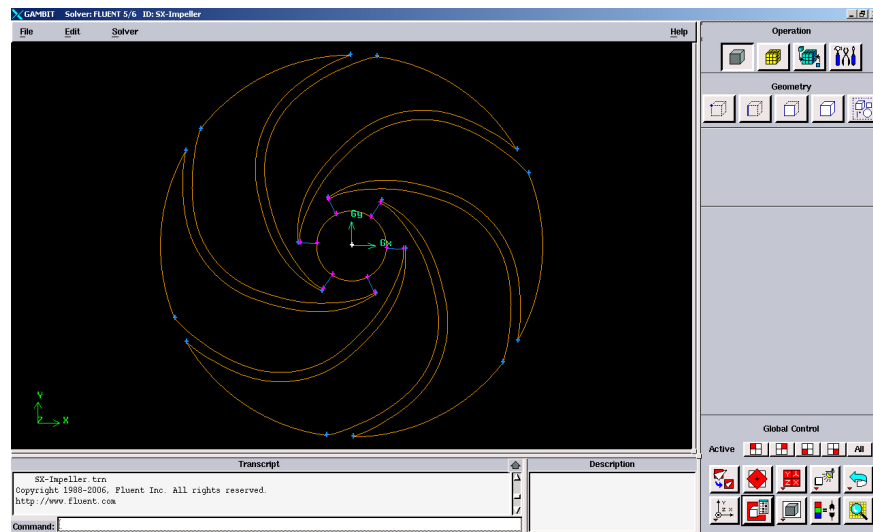 GAMBIT Solver: FLUENT 5/6 ID: SX-Impeller
File Edit Solver Help
Operation
Geometry
Gy
Gx
Y
Z X
Global Control
Active All
Transcript
Description
SX-Impeller.trn
Copyright 1988-2006, Fluent Inc. All rights reserved.
http://www.fluent.com
Command: